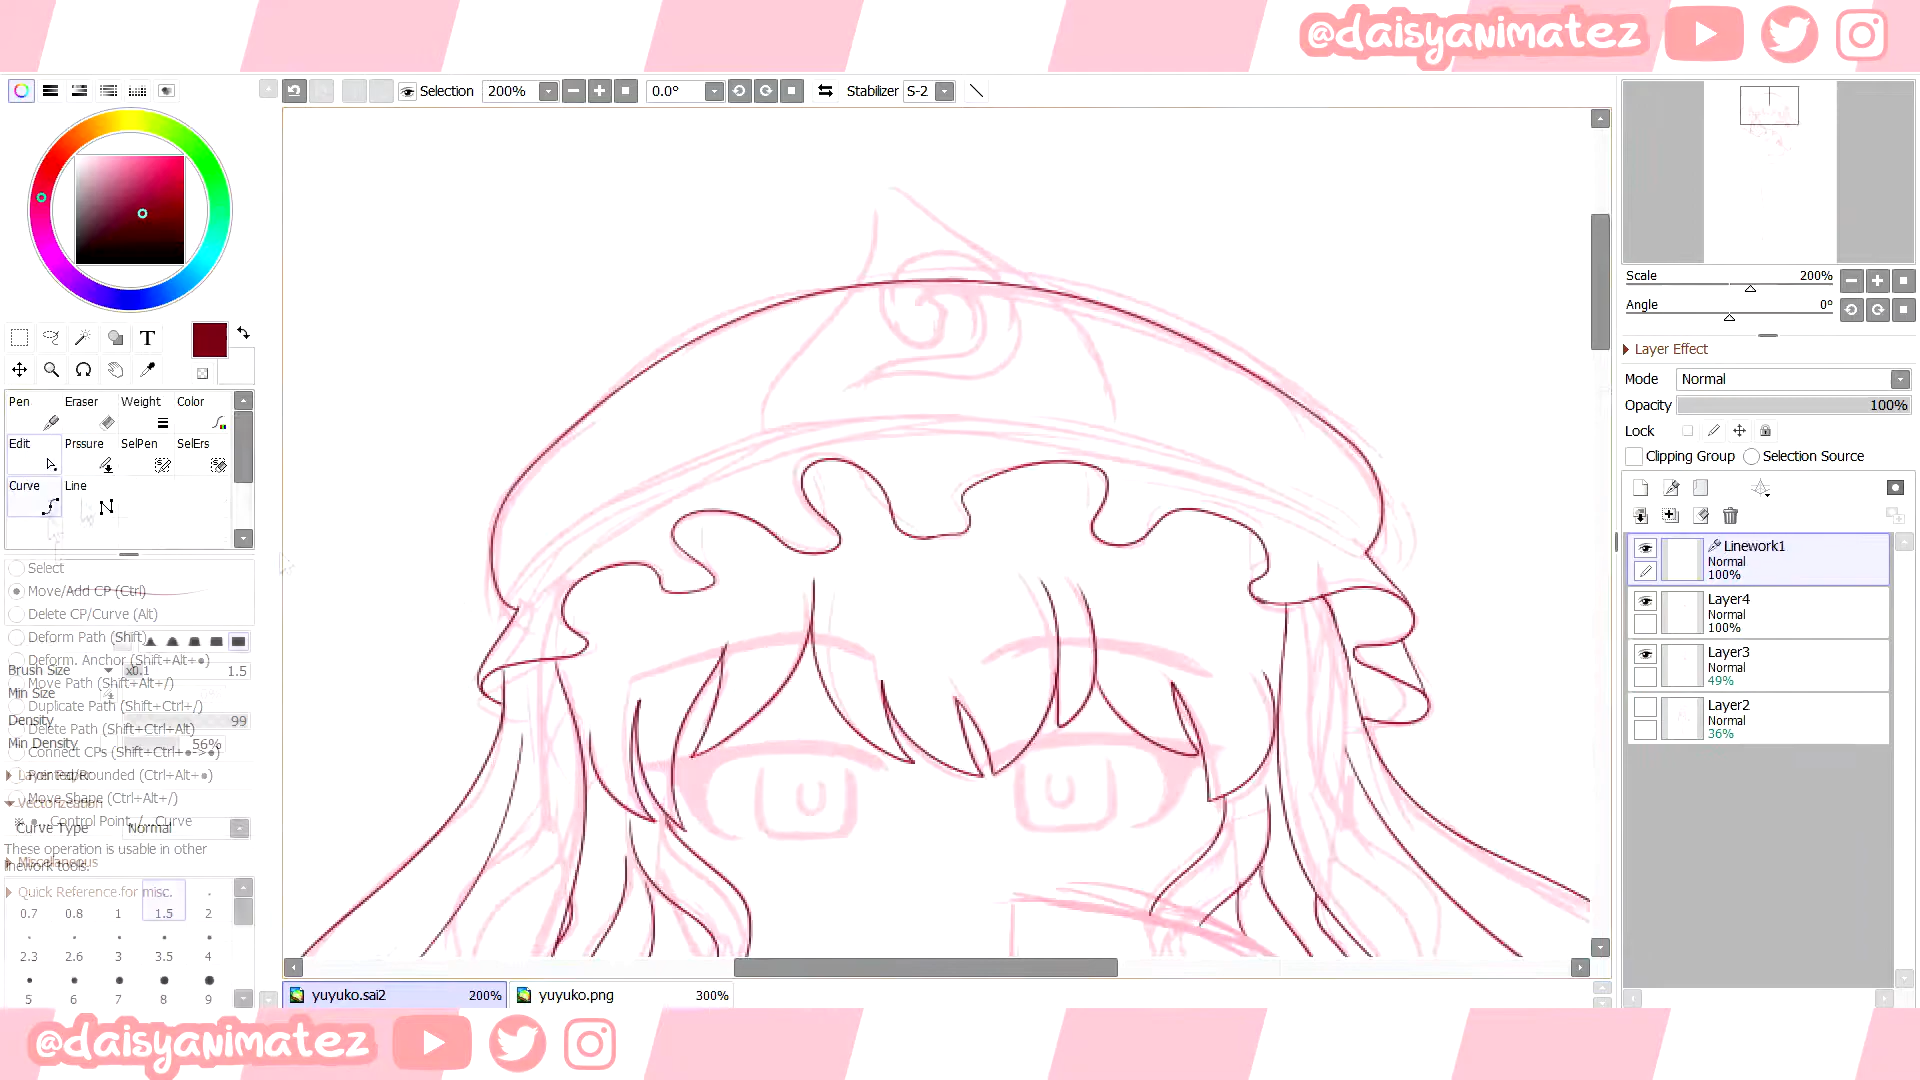 @daisyanimatez
Selection 200% 0.0° Stabilizer S-2
T
Pen Eraser Weight Color
Edit Prssure SelPen SelErs
Curve Line
Select
Move/Add CP (Ctrl)
Delete CP/Curve (Alt)
Deform Path (Shift)
Deform. Anchor (Shift+Alt+●)
Brush Size x0.1 1.5
Move Path (Shift+Alt+/)
Min Size
Duplicate Path (Shift+Ctrl+/)
Density 99
Delete Path (Shift+Ctrl+Alt)
Min Density 56%
Connect CPs (Shift+Ctrl+●->●)
Pointed/Rounded (Ctrl+Alt+●)
Move Shape (Ctrl+Alt+/)
Vectorization
Control Point, /...Curve
Curve Type Normal
These operation is usable in other
linework tools.
Miscellaneous
Quick Reference for misc.
0.7 0.8 1 1.5 2
2.3 2.6 3 3.5 4
5 6 7 8 9
yuyuko.sai2 200% yuyuko.png 300%
Scale 200%
Angle 0°
Layer Effect
Mode Normal
Opacity 100%
Lock
Clipping Group Selection Source
Linework1
Normal
100%
Layer4
Normal
100%
Layer3
Normal
49%
Layer2
Normal
36%
@daisyanimatez